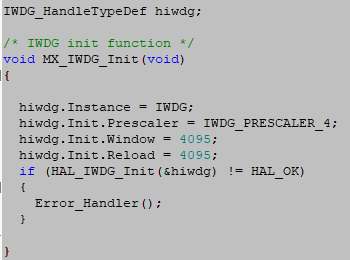 IWDG_HandleTypeDef hiwdg;
/* IWDG init function */
void MX_IWDG_Init(void)
{
hiwdg.Instance = IWDG;
hiwdg.Init.Prescaler = IWDG_PRESCALER_4;
hiwdg.Init.Window = 4095;
hiwdg.Init.Reload = 4095;
if (HAL_IWDG_Init(&hiwdg) != HAL_OK)
{
Error_Handler();
}
}